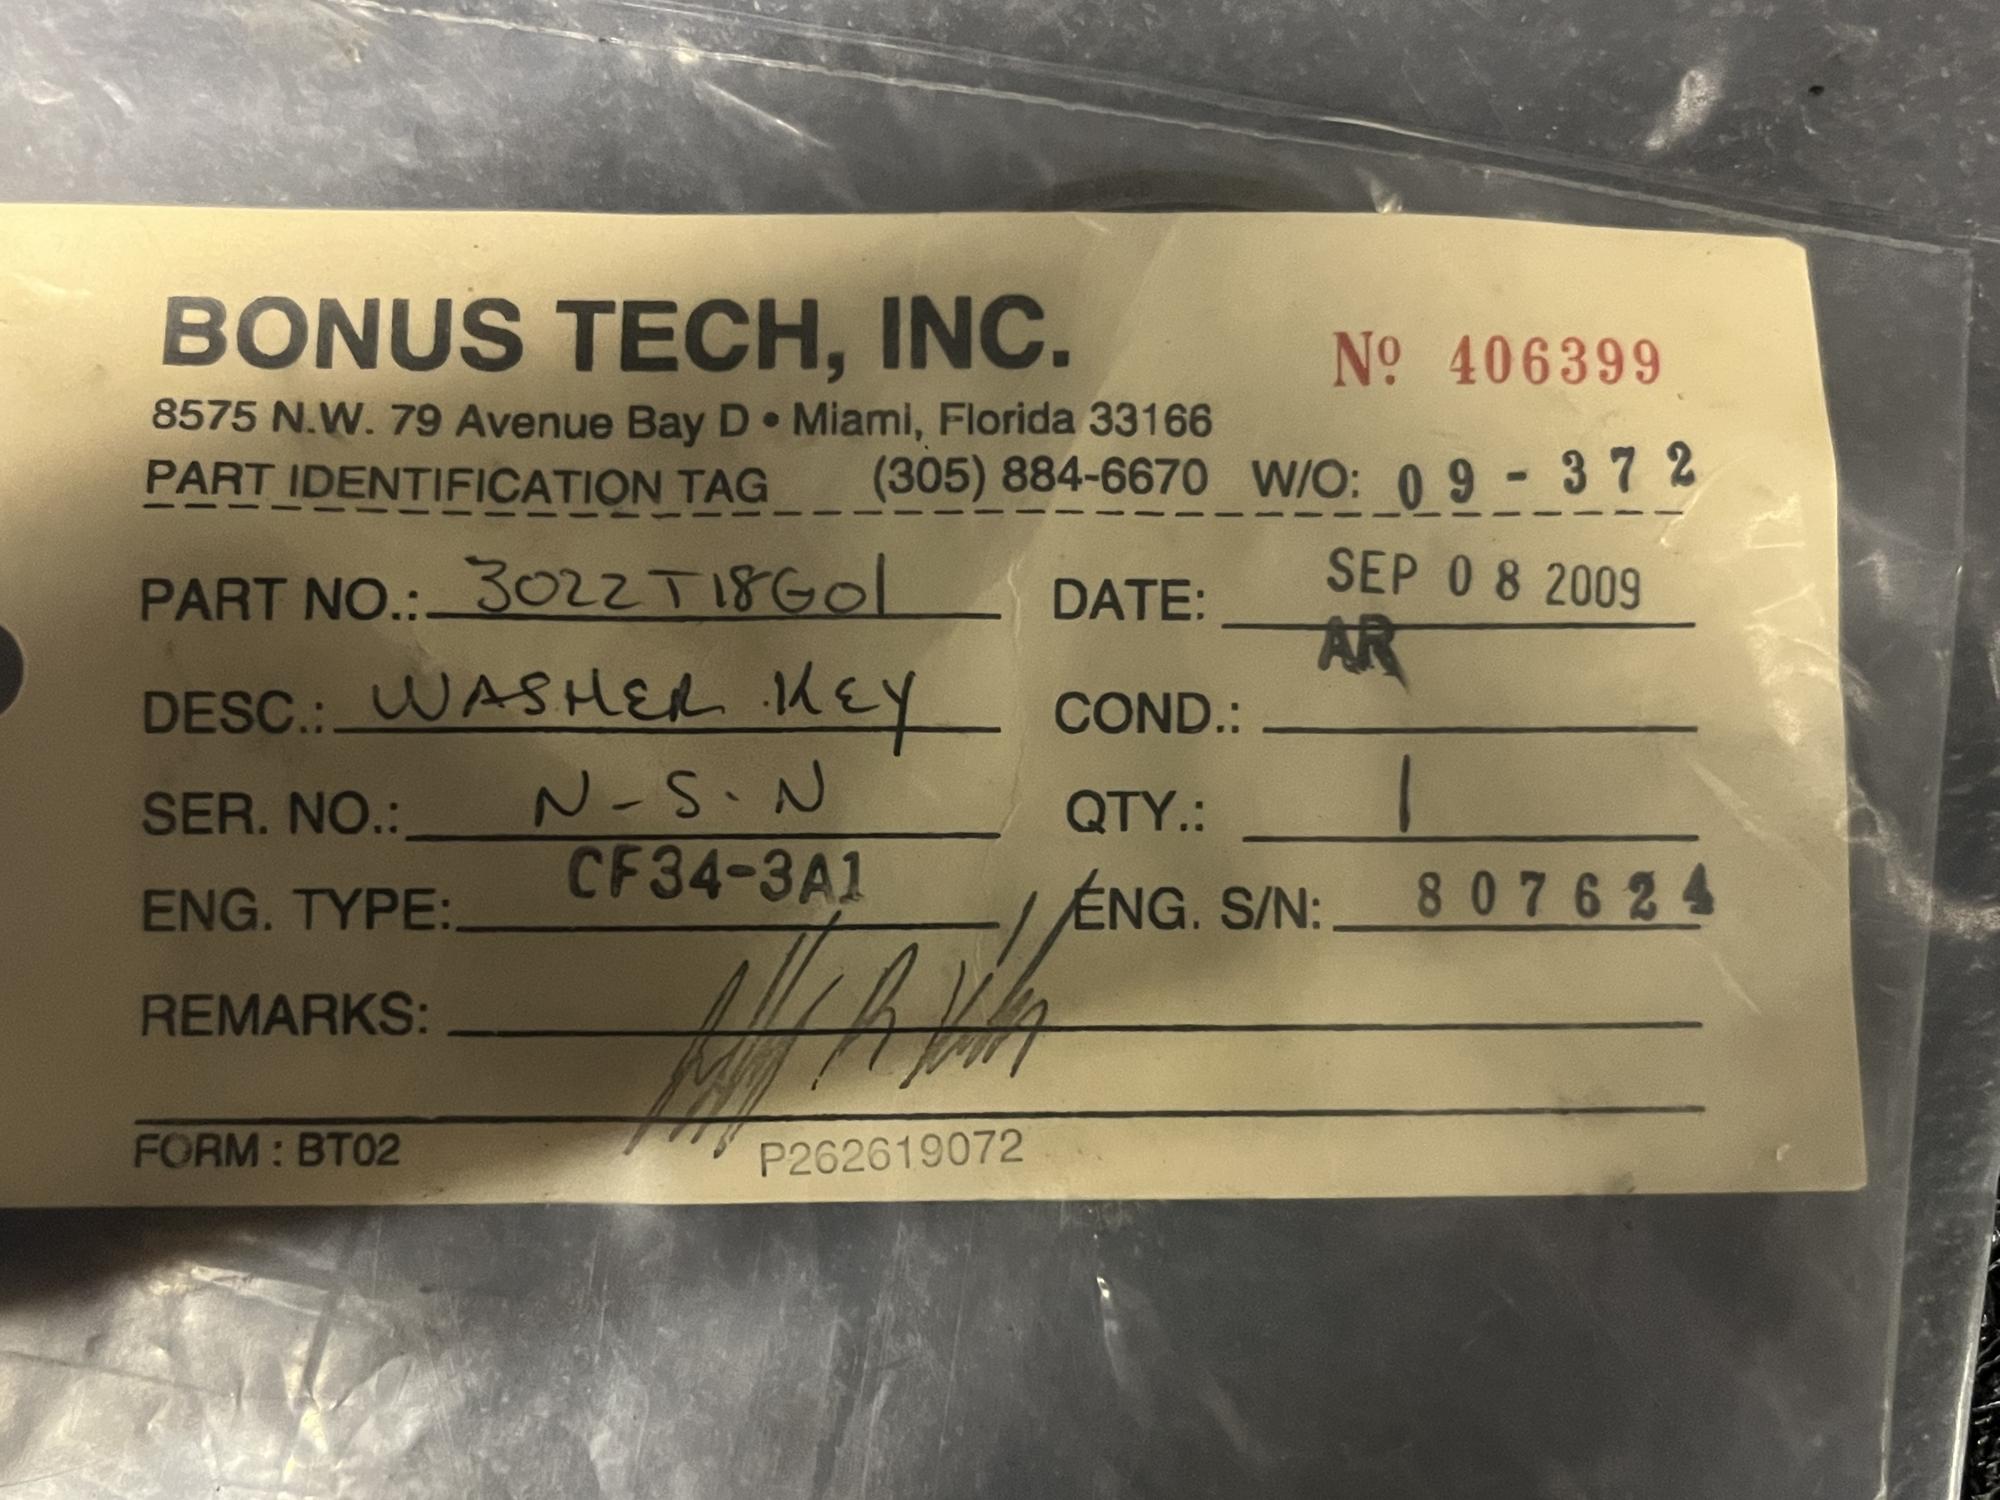 BONUS TECH, INC.
Nº 406399
8575 N.W. 79 Avenue Bay D • Miami, Florida 33166
PART IDENTIFICATION TAG (305) 884-6670 W/O: 09-372
PART NO.: 3022T18G01 DATE: SEP 08 2009
DESC.: WASHER KEY COND.: AR
SER. NO.: N-S-N QTY.: 1
ENG. TYPE: CF34-3A1 ENG. S/N: 807624
REMARKS:
FORM : BT02 P262619072